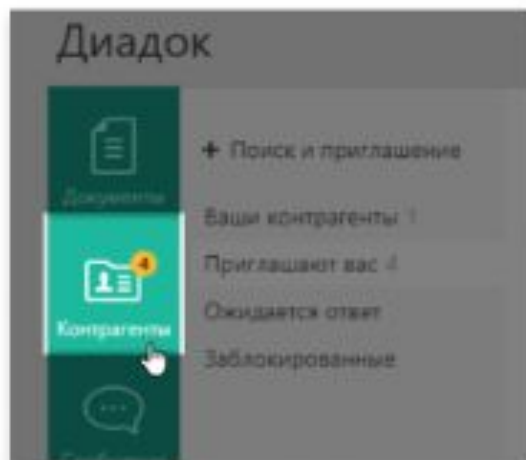 Диадок
Документы
+ Поиск и приглашение
Ваши контрагенты 1
Приглашают вас 4
4
Контрагенты
Ожидается ответ
Заблокированные